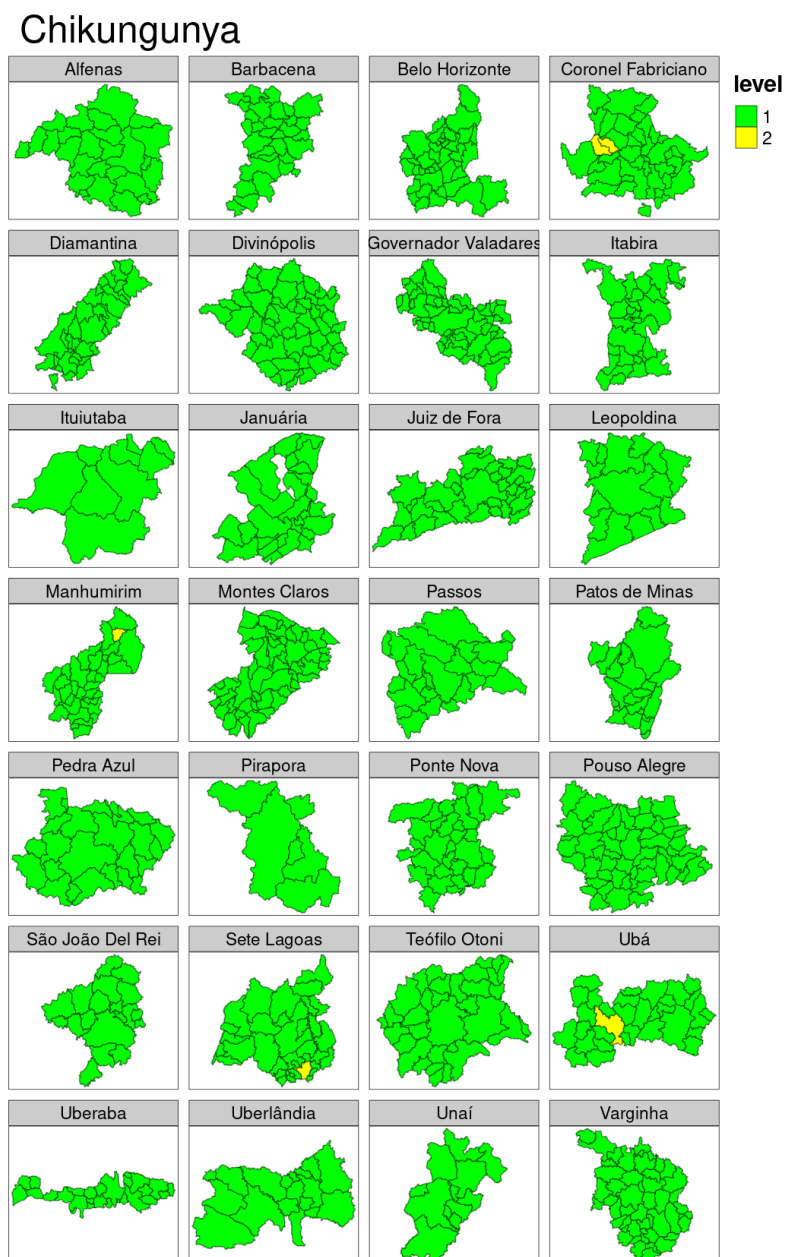 Chikungunya
Alfenas
Barbacena
Belo Horizonte
Coronel Fabriciano
level
1
2
Diamantina
Divinópolis
Governador Valadares
Itabira
Ituiutaba
Januária
Juiz de Fora
Leopoldina
Manhumirim
Montes Claros
Passos
Patos de Minas
Pedra Azul
Pirapora
Ponte Nova
Pouso Alegre
São João Del Rei
Sete Lagoas
Teófilo Otoni
Ubá
Uberaba
Uberlândia
Unaí
Varginha